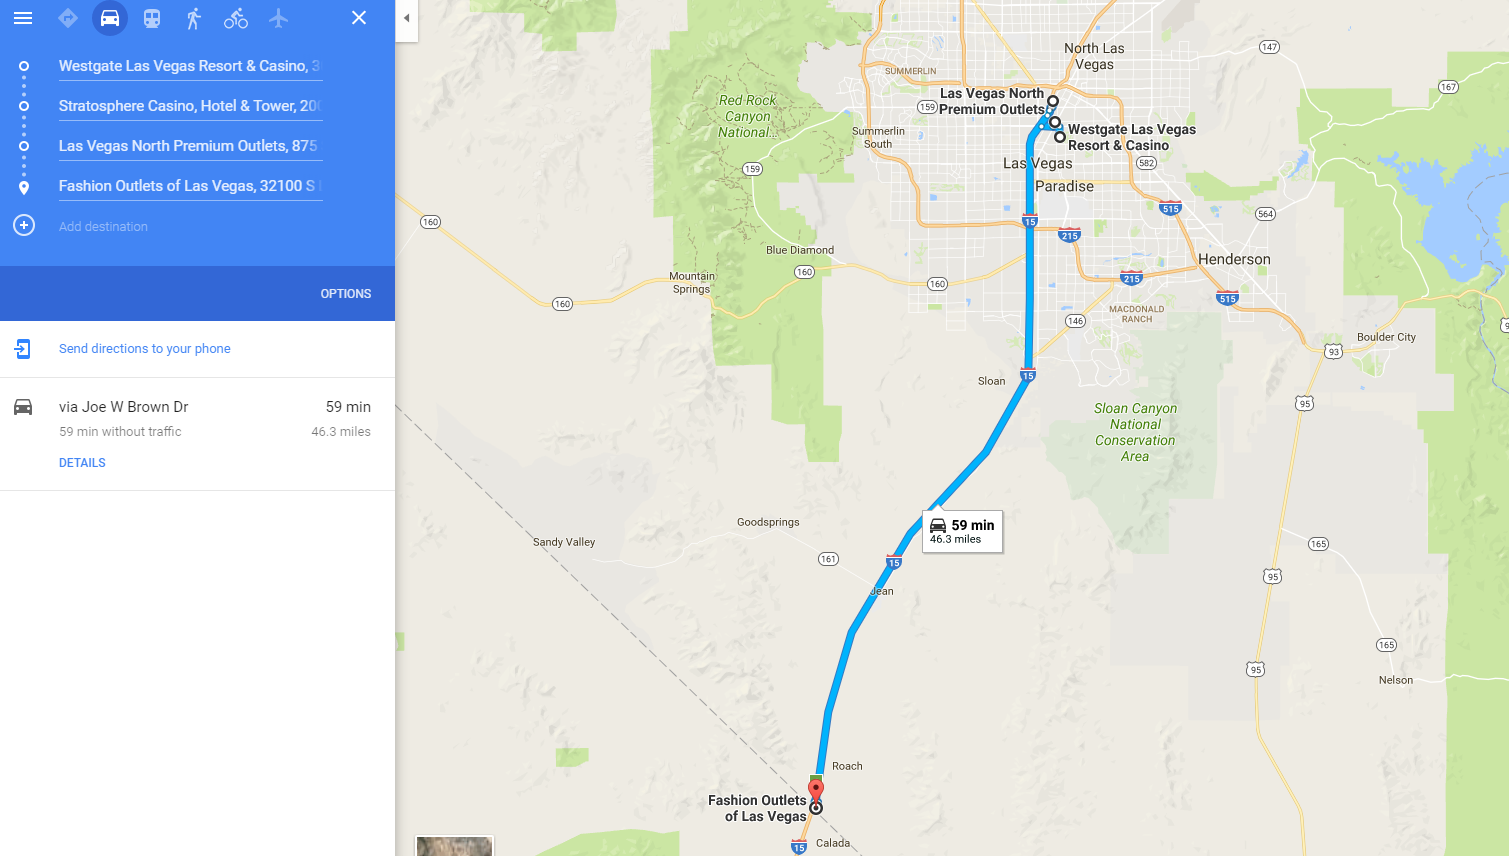 Westgate Las Vegas Resort & Casino, 3
Stratosphere Casino, Hotel & Tower, 200
Las Vegas North Premium Outlets, 875
Fashion Outlets of Las Vegas, 32100 S
Add destination
OPTIONS
Send directions to your phone
via Joe W Brown Dr
59 min
59 min without traffic
46.3 miles
DETAILS
North Las
Vegas
147
SUMMERLIN
167
Las Vegas North
Premium Outlets
Red Rock
Canyon
National...
159
Westgate Las Vegas
Resort & Casino
Summerlin
South
Las Vegas
582
159
Paradise
515
564
160
15
215
Blue Diamond
Henderson
160
Mountain
Springs
160
215
515
160
MACDONALD
RANCH
146
Boulder City
93
15
Sloan
95
Sloan Canyon
National
Conservation
Area
59 min
46.3 miles
Goodsprings
Sandy Valley
161
15
165
95
Jean
165
95
Nelson
Roach
Fashion Outlets
of Las Vegas
15
Calada